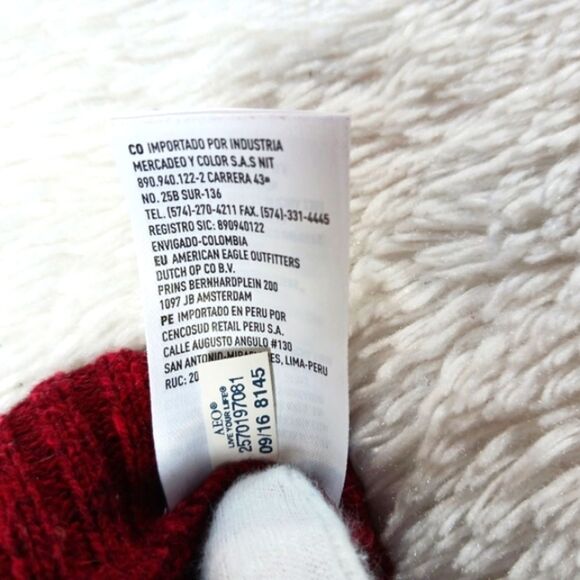 CO IMPORTADO POR INDUSTRIA
MERCADEO Y COLOR S.A.S NIT
890.940.122-2 CARRERA 43ª
NO. 25B SUR-136
TEL. (574)-270-4211 FAX. (574)-331-4445
REGISTRO SIC: 890940122
ENVIGADO-COLOMBIA
EU AMERICAN EAGLE OUTFITTERS
DUTCH OP CO B.V.
PRINS BERNHARDPLEIN 200
1097 JB AMSTERDAM
PE IMPORTADO EN PERU POR
CENCOSUD RETAIL PERU S.A.
CALLE AUGUSTO ANGULO #130
SAN LIMA-PERU
RUC: 20
AEO®
LIVE YOUR LIFE®
2570197081
09/16 8145